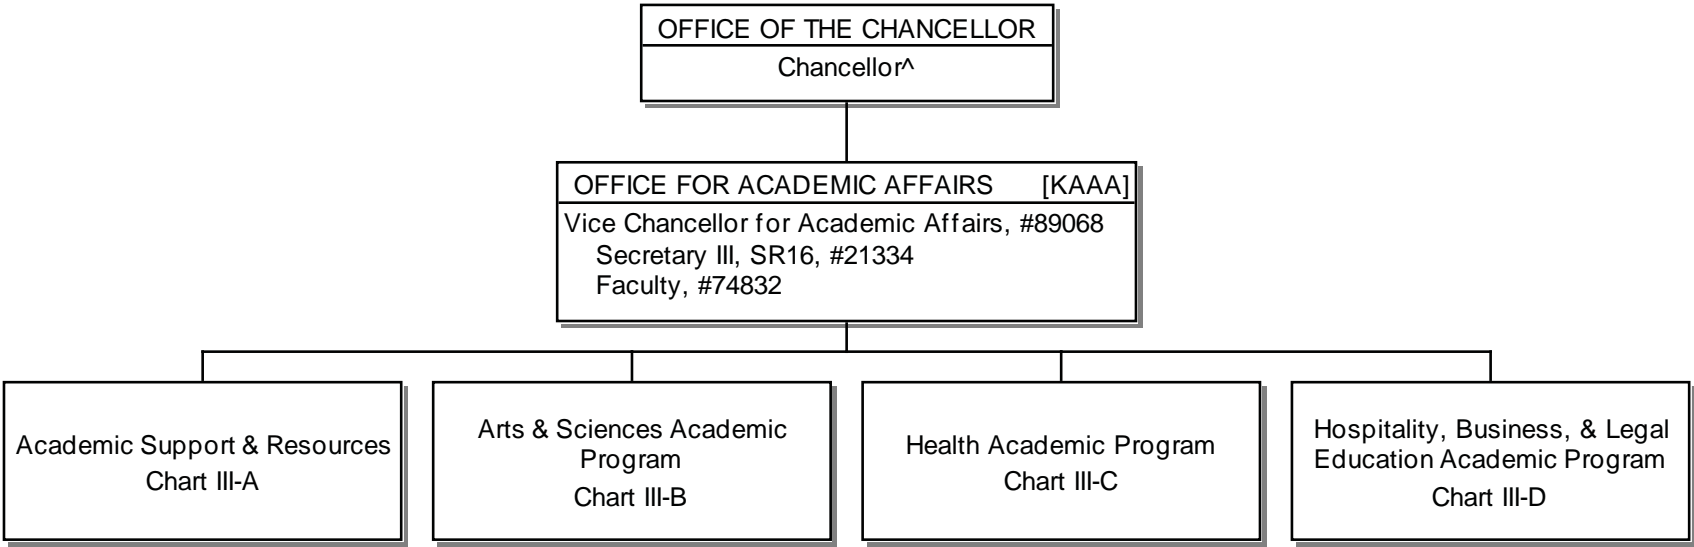 OFFICE OF THE CHANCELLOR
Chancellor^
OFFICE FOR ACADEMIC AFFAIRS [KAAA]
Vice Chancellor for Academic Affairs, #89068
Secretary III, SR16, #21334
Faculty, #74832
Academic Support & Resources
Chart III-A
Arts & Sciences Academic
Program
Chart III-B
Health Academic Program
Chart III-C
Hospitality, Business, & Legal
Education Academic Program
Chart III-D